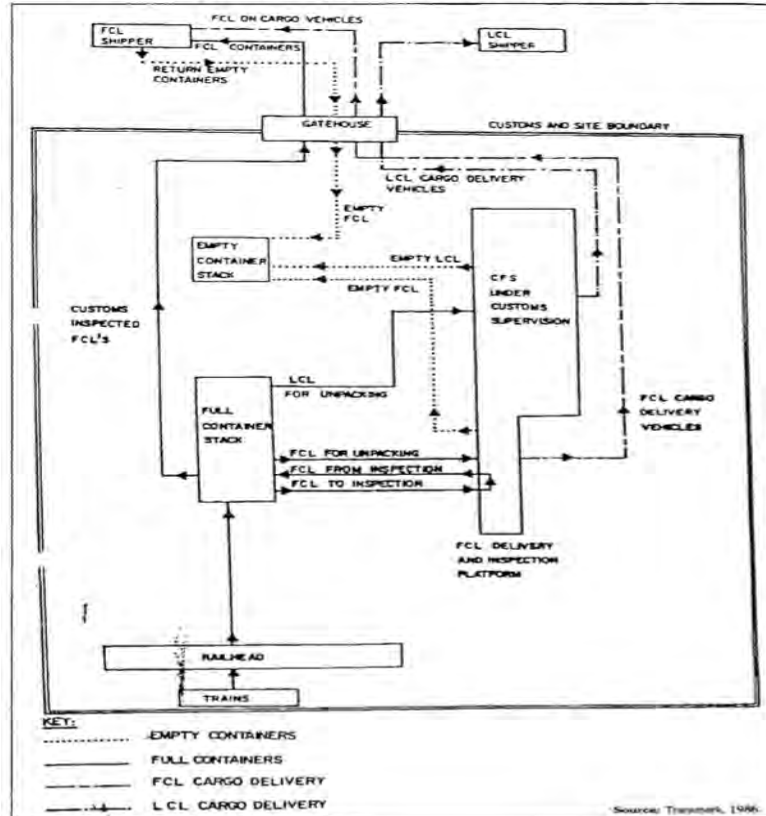 FCL ON CARGO VEHICLES
FCL
SHIPPER
LCL
SHIPPER
FCL CONTAINERS
RETURN EMPTY
CONTAINERS
GATEHOUSE
CUSTOMS AND SITE BOUNDARY
LCL CARGO DELIVERY
VEHICLES
EMPTY
FCL
EMPTY
CONTAINER
STACK
EMPTY LCL
EMPTY FCL
CFS
UNDER
CUSTOMS
SUPERVISION
CUSTOMS
INSPECTED
FCL'S
LCL
FOR UNPACKING
FULL
CONTAINER
STACK
FCL CARGO
DELIVERY
VEHICLES
FCL FOR UNPACKING
FCL FROM INSPECTION
FCL TO INSPECTION
FCL DELIVERY
AND INSPECTION
PLATFORM
RAILHEAD
TRAINS
KEY:
EMPTY CONTAINERS
FULL CONTAINERS
FCL CARGO DELIVERY
LCL CARGO DELIVERY
Source: Transmark, 1986